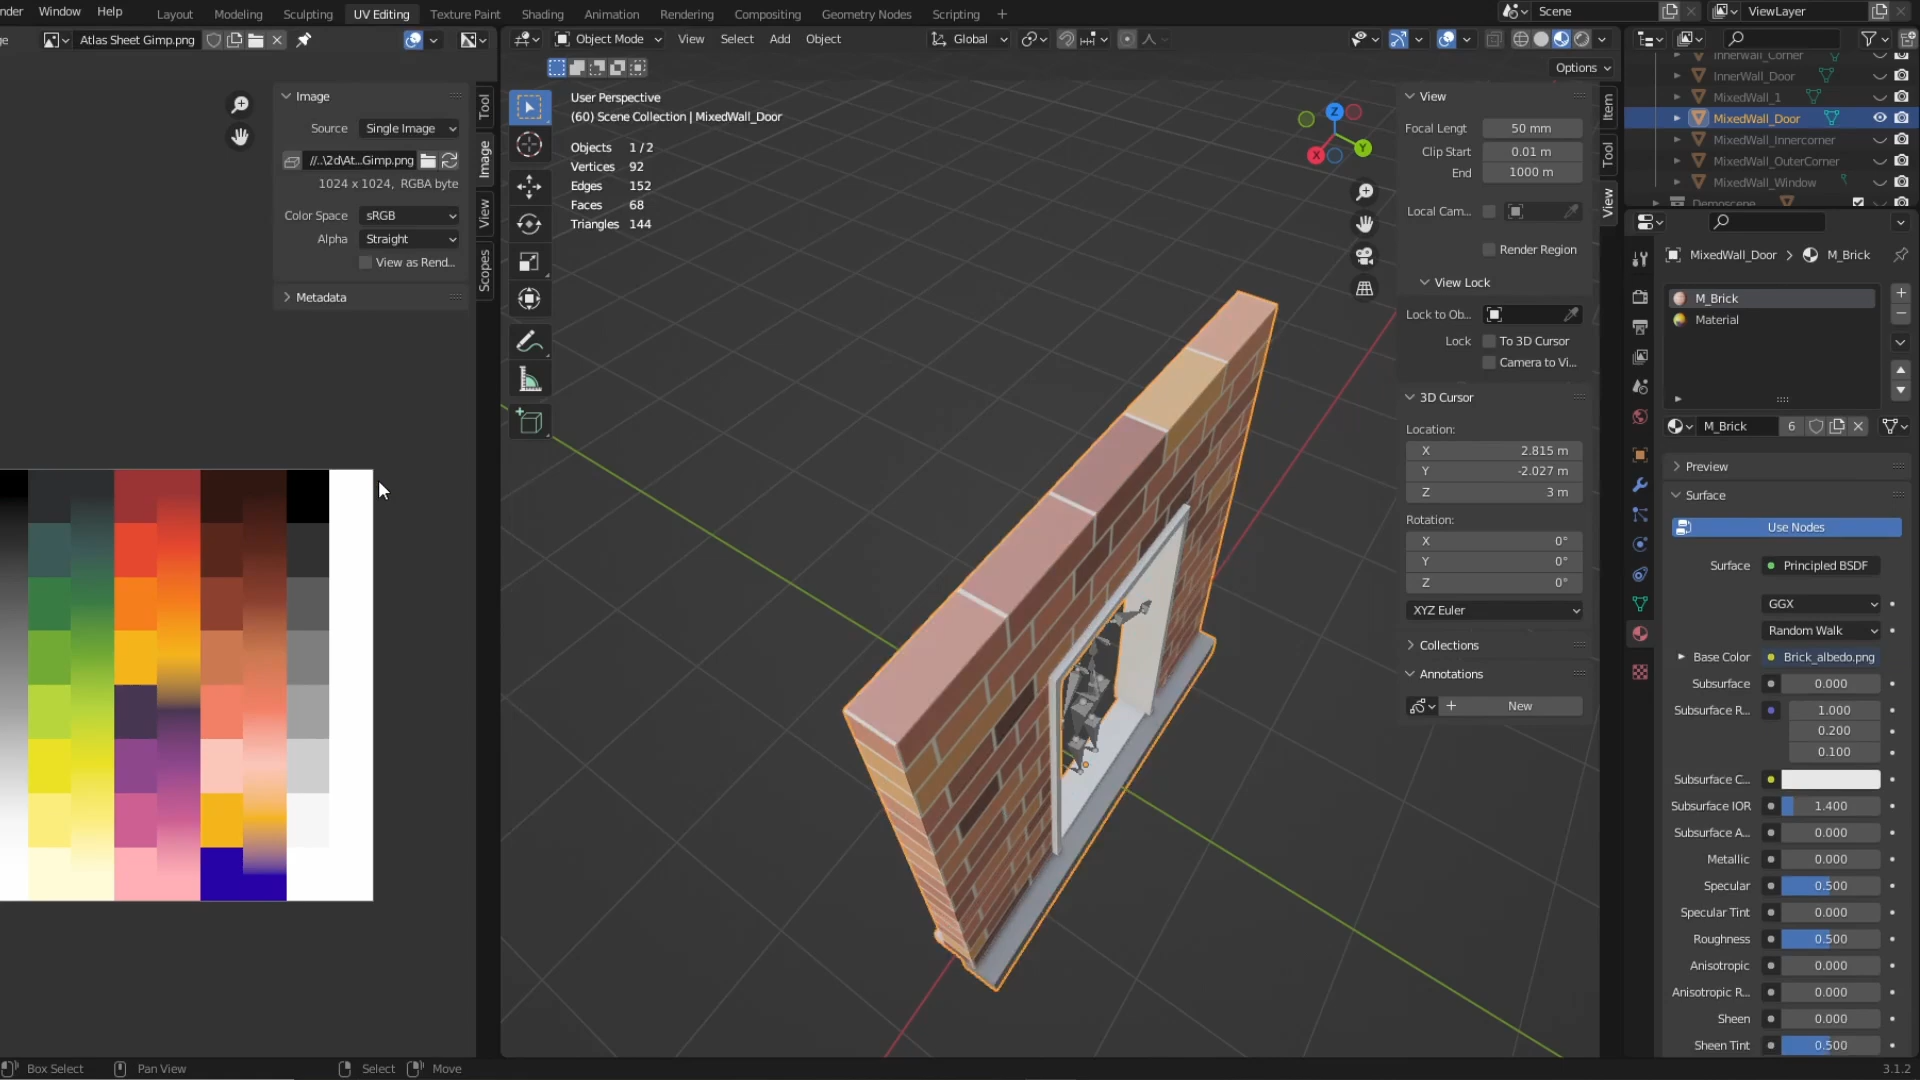 nder Window Help Layout Modeling Sculpting UV Editing Texture Paint Shading Animation Rendering Compositing Geometry Nodes Scripting + Scene ViewLayer
ge Atlas Sheet Gimp.png Object Mode View Select Add Object Global
Options
Image
Source Single Image
//..\2d\At...Gimp.png
1024 x 1024, RGBA byte
Color Space sRGB
Alpha Straight
View as Rend...
Metadata
Tool
Image
View
Scopes
User Perspective
(60) Scene Collection | MixedWall_Door
Objects 1 / 2
Vertices 92
Edges 152
Faces 68
Triangles 144
Z
Y
X
View
Focal Lengt 50 mm
Clip Start 0.01 m
End 1000 m
Local Cam...
Render Region
View Lock
Lock to Ob...
Lock To 3D Cursor
Camera to Vi...
3D Cursor
Location:
X 2.815 m
Y -2.027 m
Z 3 m
Rotation:
X 0°
Y 0°
Z 0°
XYZ Euler
Collections
Annotations
+ New
Item
Tool
View
InnerWall_Corner
InnerWall_Door
MixedWall_1
MixedWall_Door
MixedWall_Innercorner
MixedWall_OuterCorner
MixedWall_Window
Demoscene
MixedWall_Door > M_Brick
M_Brick
Material
M_Brick 6
Preview
Surface
Use Nodes
Surface Principled BSDF
GGX
Random Walk
Base Color Brick_albedo.png
Subsurface 0.000
Subsurface R... 1.000
0.200
0.100
Subsurface C...
Subsurface IOR 1.400
Subsurface A... 0.000
Metallic 0.000
Specular 0.500
Specular Tint 0.000
Roughness 0.500
Anisotropic 0.000
Anisotropic R... 0.000
Sheen 0.000
Sheen Tint 0.500
Box Select Pan View Select Move 3.1.2